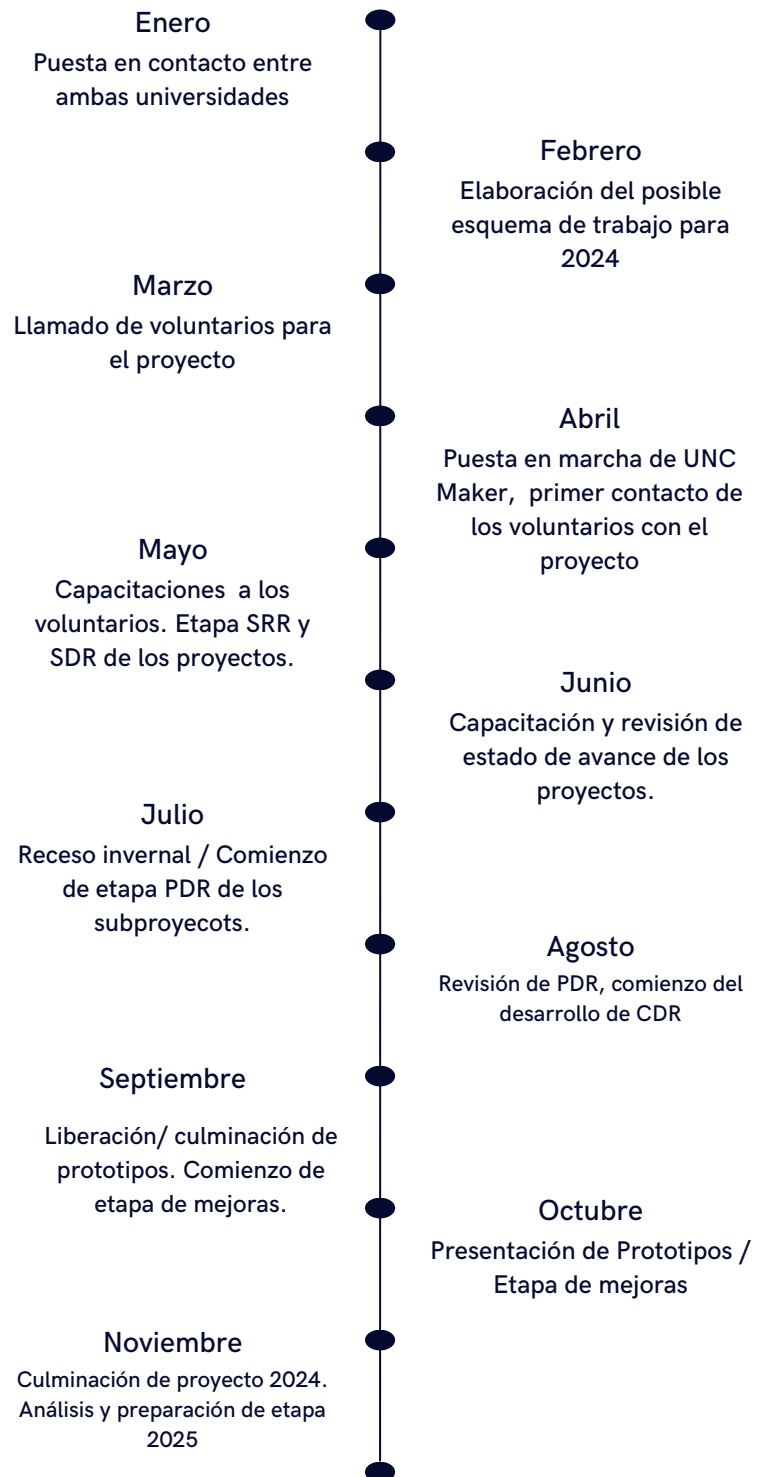 Enero
Puesta en contacto entre
ambas universidades
Febrero
Elaboración del posible
esquema de trabajo para
2024
Marzo
Llamado de voluntarios para
el proyecto
Abril
Puesta en marcha de UNC
Maker,  primer contacto de
los voluntarios con el
proyecto
Mayo
Capacitaciones  a los
voluntarios. Etapa SRR y
SDR de los proyectos.
Junio
Capacitación y revisión de
estado de avance de los
proyectos.
Julio
Receso invernal / Comienzo
de etapa PDR de los
subproyecots.
Agosto
Revisión de PDR, comienzo del
desarrollo de CDR
Septiembre
Liberación/ culminación de
prototipos. Comienzo de
etapa de mejoras.
Octubre
Presentación de Prototipos /
Etapa de mejoras
Noviembre
Culminación de proyecto 2024.
Análisis y preparación de etapa
2025